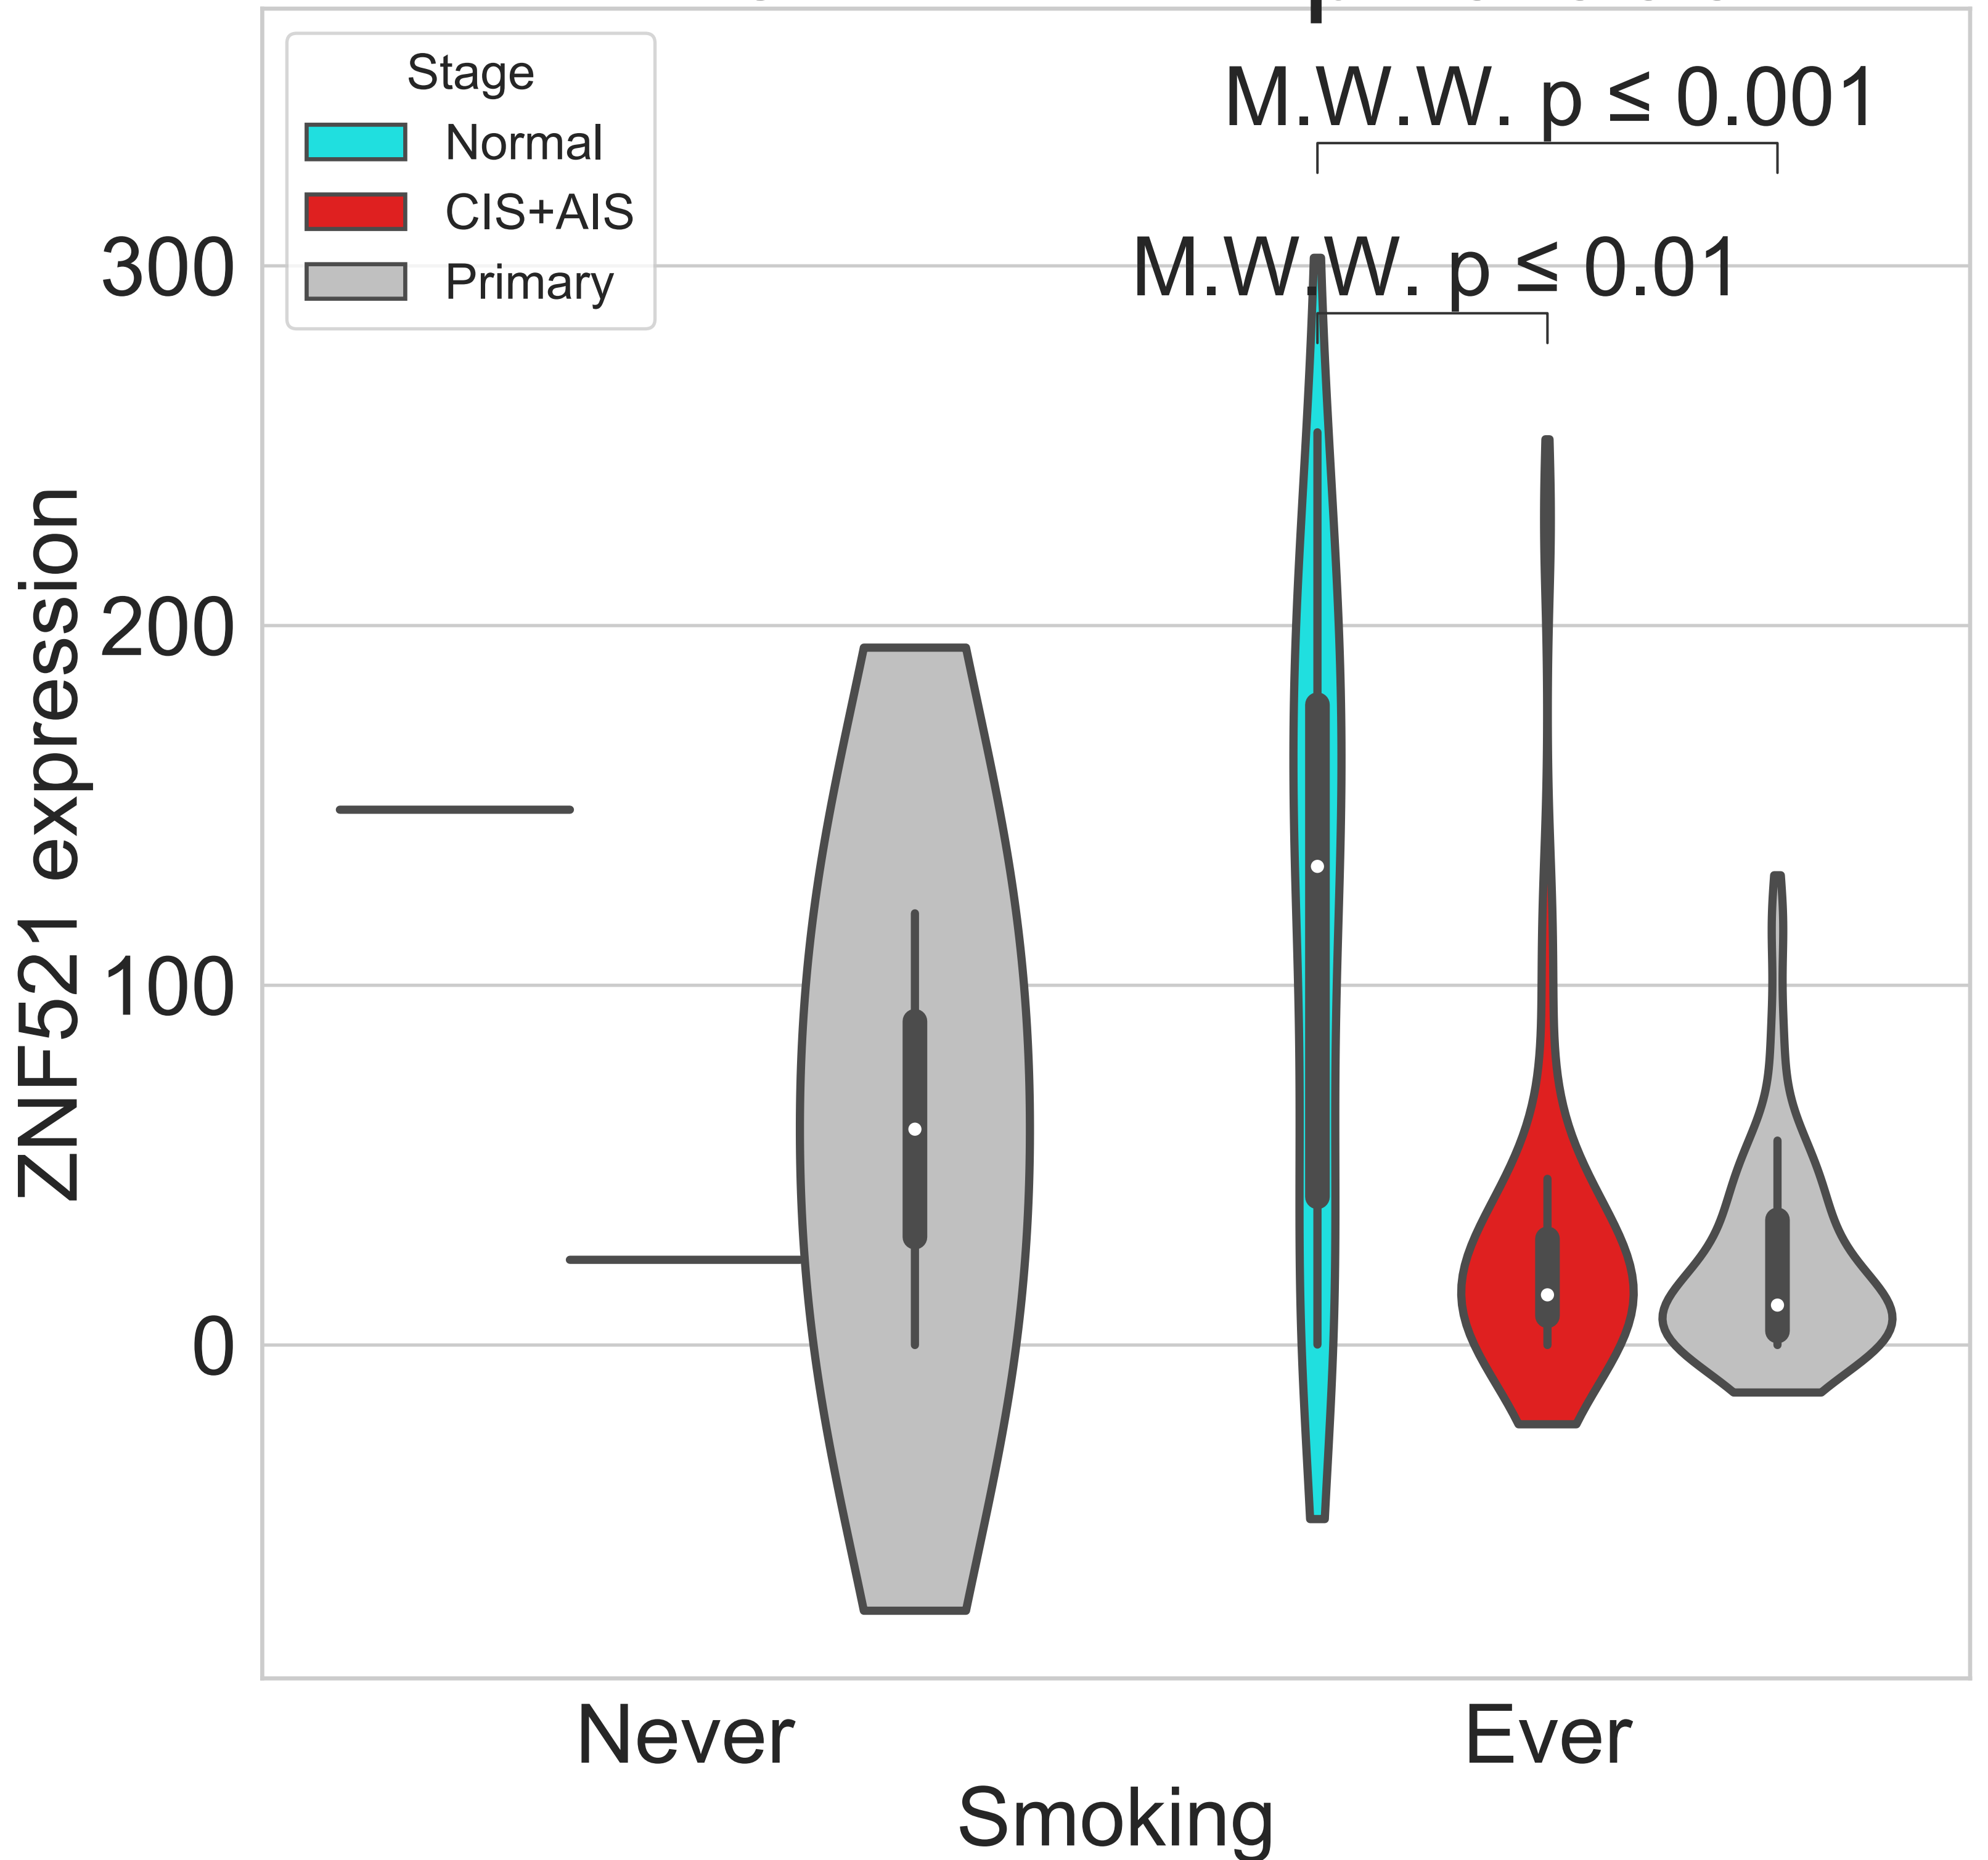 M.W.W. p ≤ 0.001
Stage
Normal
CIS+AIS
Primary
M.W.W. p ≤ 0.01
300
200
100
0
ZNF521 expression
Never
Ever
Smoking